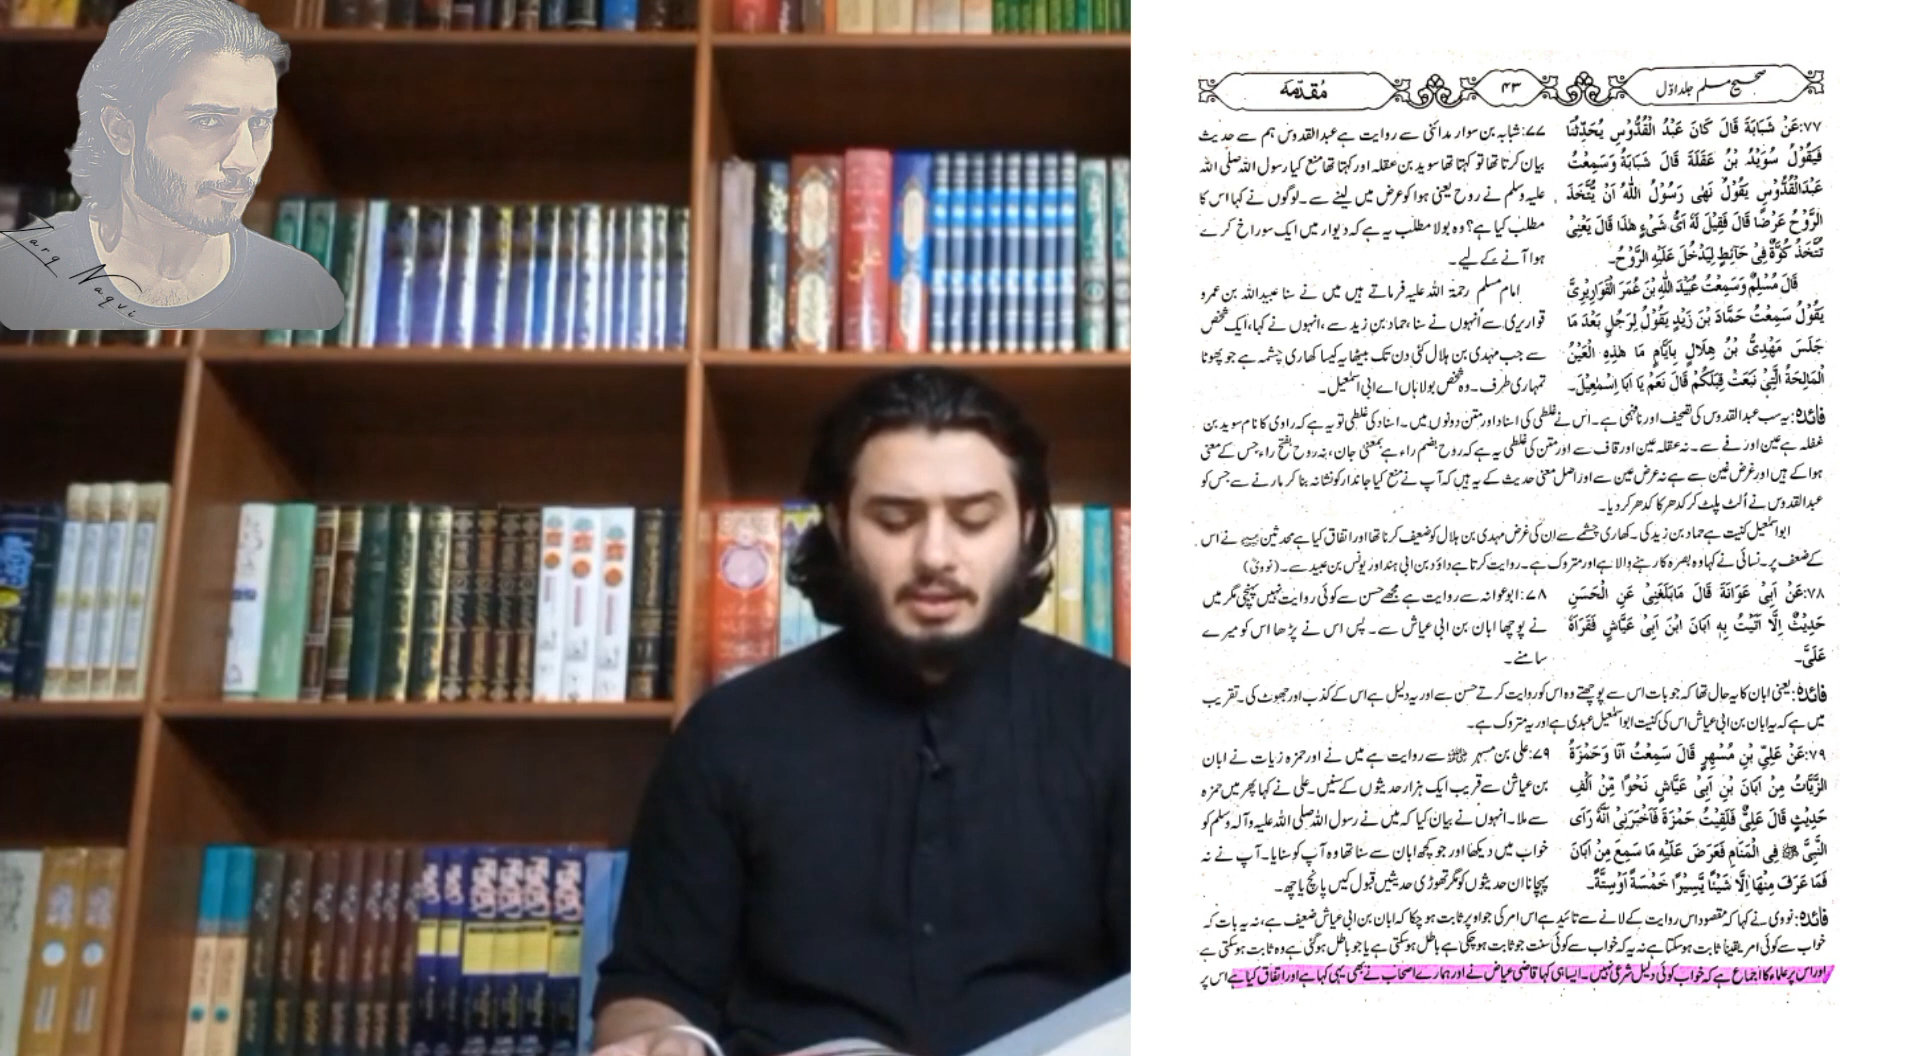 Zarq Naqvi
صحیح مسلم جلد اوّل
۴۳
مُقدّمہ
۷۷:عَنْ شَبَابَةَ قَالَ كَانَ عَبْدُ الْقُدُّوْسِ يُحَدِّثُنَا
فَيَقُوْلُ سُوَيْدُ بْنُ عَقَلَةَ قَالَ شَبَابَةُ وَسَمِعْتُ
عَبْدَالْقُدُّوْسِ يَقُوْلُ نَهٰى رَسُوْلُ اللّٰهِ اَنْ يُّتَّخَذَ
الرَّوْحُ عَرْضًا قَالَ فَقِيْلَ لَهٗ اَىُّ شَىْءٍ هٰذَا قَالَ يَعْنِىْ
تُتَّخَذُ كُوَّةٌ فِىْ حَائِطٍ لِيَدْخُلَ عَلَيْهِ الرَّوْحُ۔
قَالَ مُسْلِمٌ وَسَمِعْتُ عُبَيْدَ اللّٰهِ بْنَ عُمَرَ الْقَوَارِيْرِىَّ
يَقُوْلُ سَمِعْتُ حَمَّادَ بْنَ زَيْدٍ يَقُوْلُ لِرَجُلٍ بَعْدَ مَا
جَلَسَ مَهْدِىُّ بْنُ هِلَالٍ بِاَيَّامٍ مَا هٰذِهِ الْعَيْنُ
الْمَالِحَةُ الَّتِىْ نَبَعَتْ قِبَلَكُمْ قَالَ نَعَمْ يَا اَبَا اِسْمٰعِيْلَ۔
۷۷:شبابہ بن سوار مدائنی سے روایت ہے عبدالقدوس ہم سے حدیث
بیان کرتا تھا تو کہتا تھا سوید بن عقلہ اور کہتا تھا منع کیا رسول اللہ صلی اللہ
علیہ وسلم نے روح یعنی ہوا کو عرض میں لینے سے۔ لوگوں نے کہا اس کا
مطلب کیا ہے؟ وہ بولا مطلب یہ ہے کہ دیوار میں ایک سوراخ کرے
ہوا آنے کے لیے۔
امام مسلم رحمۃ اللہ علیہ فرماتے ہیں میں نے سنا عبیداللہ بن عمرو
قواریری سے اُنہوں نے سنا، حماد بن زید سے، انہوں نے کہا، ایک شخص
سے جب مہدی بن ہلال کئی دن تک بیٹھا یہ کیسا کھاری چشمہ ہے جو پھوٹا
تمہاری طرف۔ وہ شخص بولا ہاں اے ابی اسمٰعیل۔
فائدہ: یہ سب عبدالقدوس کی تصحیف اور نافہمی ہے۔ اس نے غلطی کی اسناد اور متن دونوں میں۔ اسناد کی غلطی تو یہ ہے کہ راوی کا نام سوید بن
غفلہ ہے غین اور فے سے۔ نہ عقلہ عین اور قاف سے اور متن کی غلطی یہ ہے کہ روح بضم راء ہے بمعنی جان، نہ روح بفتح راء جس کے معنی
ہوا کے ہیں اور غرض غین سے ہے نہ عرض عین سے اور اصل معنی حدیث کے یہ ہیں کہ آپ نے منع کیا جاندار کو نشانہ بنا کر مارنے سے جس کو
عبدالقدوس نے اُلٹ پلٹ کر کدھر کا کدھر کر دیا۔
ابو اسمٰعیل کنیت ہے حماد بن زید کی۔ کھاری چشمے سے ان کی غرض مہدی بن ہلال کو ضعیف کرنا تھا اور اتفاق کیا ہے محدثین نے اس
کے ضعف پر۔ نسائی نے کہا وہ بصرہ کا رہنے والا ہے اور متروک ہے۔ روایت کرتا ہے داؤد بن ابی ہند اور یونس بن عبید سے۔ (نووی)
۷۸:عَنْ اَبِىْ عَوَانَةَ قَالَ مَابَلَغَنِىْ عَنِ الْحَسَنِ
حَدِيْثٌ اِلَّا اَتَيْتُ بِهٖ اَبَانَ ابْنَ اَبِىْ عَيَّاشٍ فَقَرَأَهٗ
عَلَىَّ۔
۷۸:ابوعوانہ سے روایت ہے مجھے حسن سے کوئی روایت نہیں پہنچی مگر میں
نے پوچھا ابان بن ابی عیاش سے۔ پس اس نے پڑھا اس کو میرے
سامنے۔
فائدہ: یعنی ابان کا یہ حال تھا کہ جو بات اس سے پوچھتے وہ اس کو روایت کرتے حسن سے اور یہ دلیل ہے اس کے کذب اور جھوٹ کی۔ تقریب
میں ہے کہ یہ ابان بن ابی عیاش اس کی کنیت ابو اسمٰعیل عبدی ہے اور یہ متروک ہے۔
۷۹:عَنْ عَلِىِّ بْنِ مُسْهِرٍ قَالَ سَمِعْتُ اَنَا وَحَمْزَةُ
الزَّيَّاتُ مِنْ اَبَانَ بْنِ اَبِىْ عَيَّاشٍ نَحْوًا مِّنْ اَلْفِ
حَدِيْثٍ قَالَ عَلِىٌّ فَلَقِيْتُ حَمْزَةَ فَاَخْبَرَنِىْ اَنَّهٗ رَاَى
النَّبِىَّ ﷺ فِى الْمَنَامِ فَعَرَضَ عَلَيْهِ مَا سَمِعَ مِنْ اَبَانَ
فَمَا عَرَفَ مِنْهَا اِلَّا شَيْئًا يَّسِيْرًا خَمْسَةً اَوْسِتَّةً۔
۷۹:علی بن مسہر سے روایت ہے میں نے اور حمزہ زیات نے ابان
بن عیاش سے قریب ایک ہزار حدیثوں کے سنیں۔ علی نے کہا پھر میں حمزہ
سے ملا۔ انہوں نے بیان کیا کہ میں نے رسول اللہ صلی اللہ علیہ وآلہ وسلم کو
خواب میں دیکھا اور جو کچھ ابان سے سنا تھا وہ آپ کو سنایا۔ آپ نے نہ
پہچانا ان حدیثوں کو مگر تھوڑی حدیثیں قبول کیں پانچ یا چھ۔
فائدہ: نووی نے کہا کہ مقصود اس روایت کے لانے سے تائید ہے اس امر کی جو اوپر ثابت ہو چکا کہ ابان بن ابی عیاش ضعیف ہے، نہ یہ بات کہ
خواب سے کوئی امر یقیناً ثابت ہو سکتا ہے نہ یہ کہ خواب سے کوئی سنت جو ثابت ہو چکی ہے باطل ہو سکتی ہے یا جو باطل ہو گئی ہے وہ ثابت ہو سکتی ہے
اور اس پر علماء کا اجماع ہے کہ خواب کوئی دلیل شرعی نہیں۔ ایسا ہی کہا قاضی عیاض نے اور ہمارے اصحاب نے بھی یہی کہا ہے اور اتفاق کیا ہے اس پر